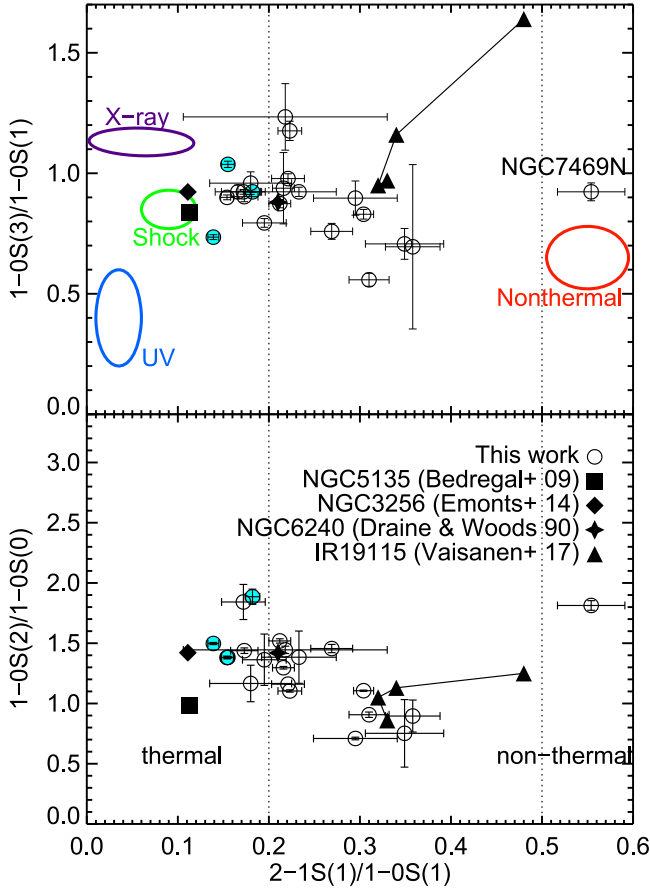 1.5
1.0
0.5
0.0
1−0S(3)/1−0S(1)
X−ray
Shock
UV
NGC7469N
Nonthermal
3.0
2.5
2.0
1.5
1.0
0.5
0.0
1−0S(2)/1−0S(0)
This work
NGC5135 (Bedregal+ 09)
NGC3256 (Emonts+ 14)
NGC6240 (Draine & Woods 90)
IR19115 (Vaisanen+ 17)
thermal
non−thermal
0.0 0.1 0.2 0.3 0.4 0.5 0.6
2−1S(1)/1−0S(1)